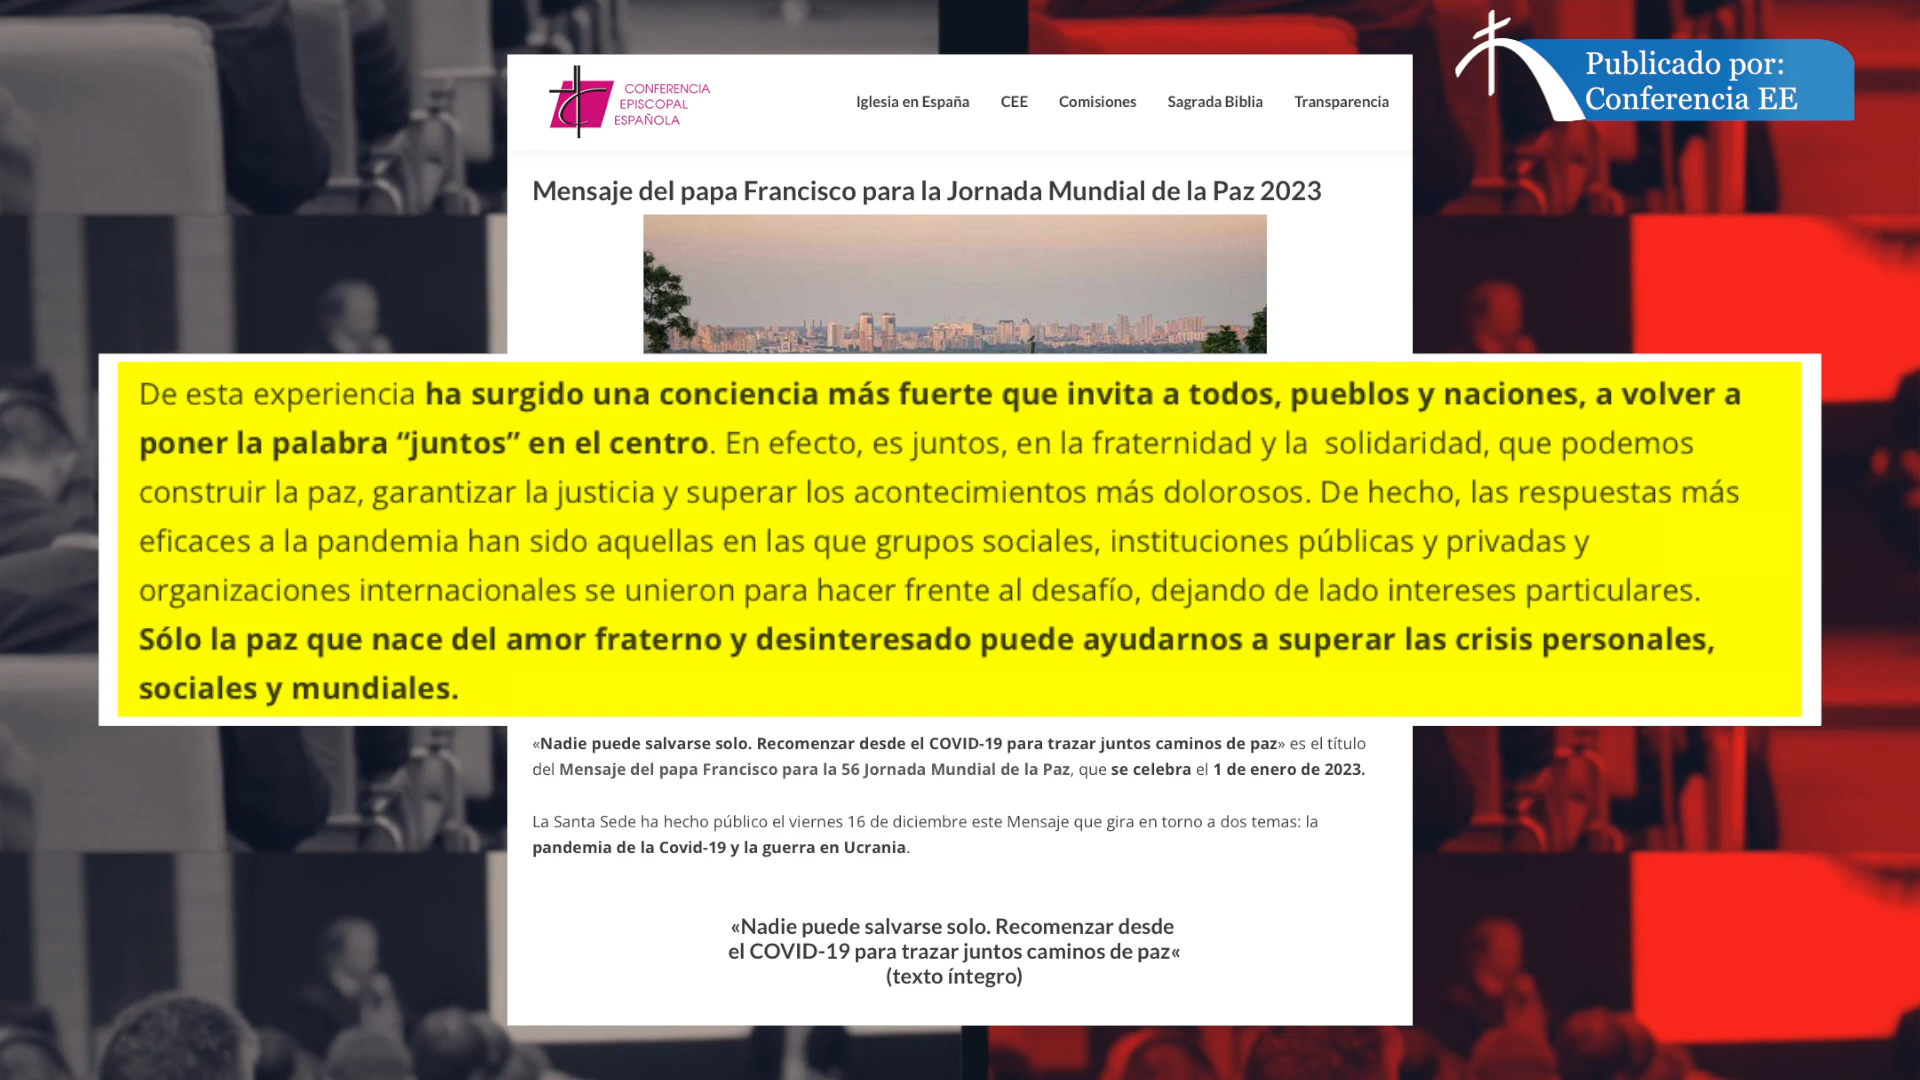 Publicado por:
Conferencia EE
CONFERENCIA
EPISCOPAL
ESPAÑOLA
Iglesia en España CEE Comisiones Sagrada Biblia Transparencia
Mensaje del papa Francisco para la Jornada Mundial de la Paz 2023
De esta experiencia ha surgido una conciencia más fuerte que invita a todos, pueblos y naciones, a volver a
poner la palabra “juntos” en el centro. En efecto, es juntos, en la fraternidad y la solidaridad, que podemos
construir la paz, garantizar la justicia y superar los acontecimientos más dolorosos. De hecho, las respuestas más
eficaces a la pandemia han sido aquellas en las que grupos sociales, instituciones públicas y privadas y
organizaciones internacionales se unieron para hacer frente al desafío, dejando de lado intereses particulares.
Sólo la paz que nace del amor fraterno y desinteresado puede ayudarnos a superar las crisis personales,
sociales y mundiales.
«Nadie puede salvarse solo. Recomenzar desde el COVID-19 para trazar juntos caminos de paz» es el título
del Mensaje del papa Francisco para la 56 Jornada Mundial de la Paz, que se celebra el 1 de enero de 2023.
La Santa Sede ha hecho público el viernes 16 de diciembre este Mensaje que gira en torno a dos temas: la
pandemia de la Covid-19 y la guerra en Ucrania.
«Nadie puede salvarse solo. Recomenzar desde
el COVID-19 para trazar juntos caminos de paz«
(texto íntegro)